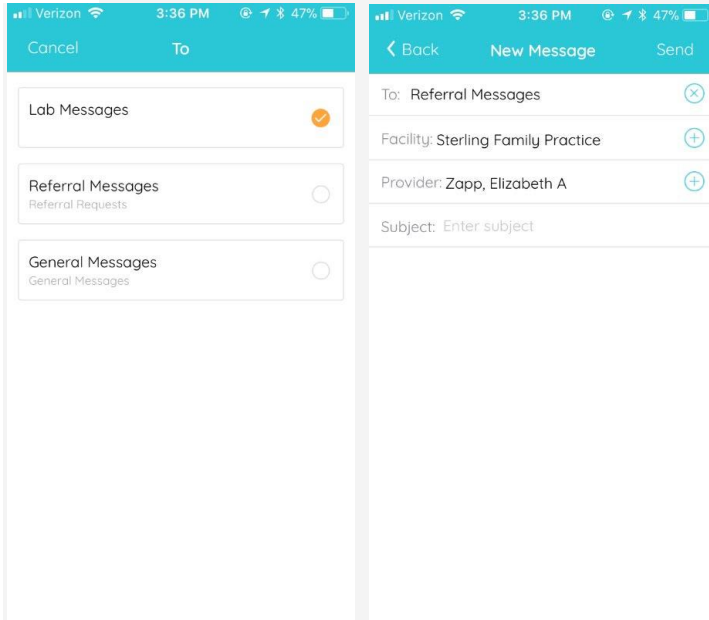 Verizon 3:36 PM 47%
Cancel To
Lab Messages
Referral Messages
Referral Requests
General Messages
General Messages
Verizon 3:36 PM 47%
Back New Message Send
To: Referral Messages
Facility: Sterling Family Practice
Provider: Zapp, Elizabeth A
Subject: Enter subject